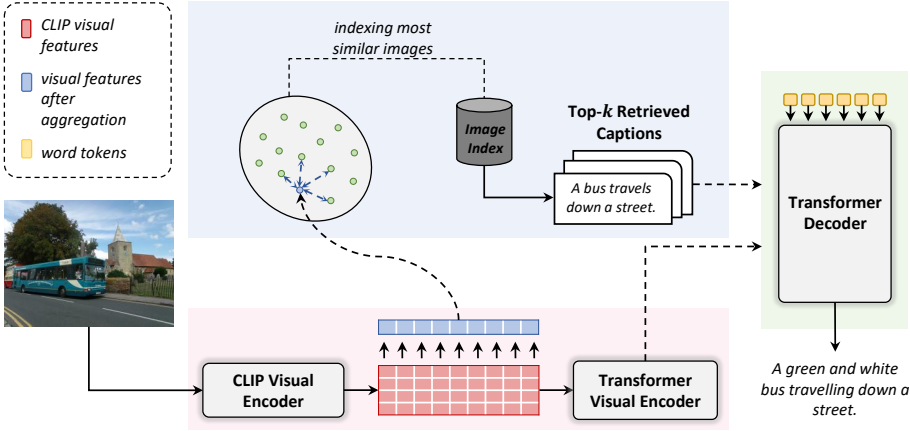 CLIP visual
features
visual features
after
aggregation
word tokens
indexing most
similar images
Image
Index
Top-k Retrieved
Captions
A bus travels
down a street.
Transformer
Decoder
CLIP Visual
Encoder
Transformer
Visual Encoder
A green and white
bus travelling down a
street.